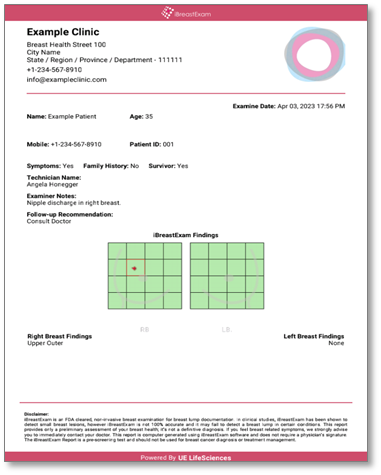 iBreastExam
Example Clinic
Breast Health Street 100
City Name
State / Region / Province / Department - 111111
+1-234-567-8910
info@exampleclinic.com
Examine Date: Apr 03, 2023 17:56 PM
Name: Example Patient Age: 35
Mobile: +1-234-567-8910 Patient ID: 001
Symptoms: Yes Family History: No Survivor: Yes
Technician Name:
Angela Honegger
Examiner Notes:
Nipple discharge in right breast.
Follow-up Recommendation:
Consult Doctor
iBreastExam Findings
RB LB
Right Breast Findings Left Breast Findings
Upper Outer None
Disclaimer:
iBreastExam is an FDA cleared, non-invasive breast examination for breast lump documentation. In clinical studies, iBreastExam has been shown to
detect small breast lesions, however iBreastExam is not 100% accurate and it may fail to detect a breast lump in certain conditions. This report
provides only a preliminary assessment of your breast health, it's not a definitive diagnosis. If you feel breast related symptoms, we strongly advise
you to immediately contact your doctor. This report is computer generated using iBreastExam software and does not require a physician's signature.
The iBreastExam Report is a pre-screening test and should not be used for breast cancer diagnosis or treatment management.
Powered By UE LifeSciences